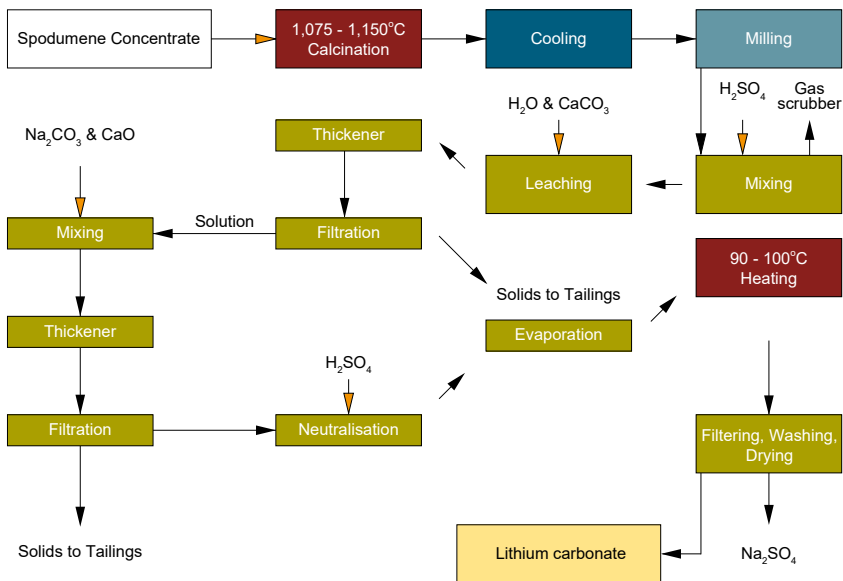 Spodumene Concentrate
1,075 - 1,150°C
Calcination
Cooling
Milling
H₂O & CaCO₃
H₂SO₄
Gas
scrubber
Na₂CO₃ & CaO
Thickener
Leaching
Mixing
Mixing
Solution
Filtration
90 - 100°C
Heating
Solids to Tailings
Thickener
Evaporation
H₂SO₄
Filtration
Neutralisation
Filtering, Washing,
Drying
Solids to Tailings
Lithium carbonate
Na₂SO₄